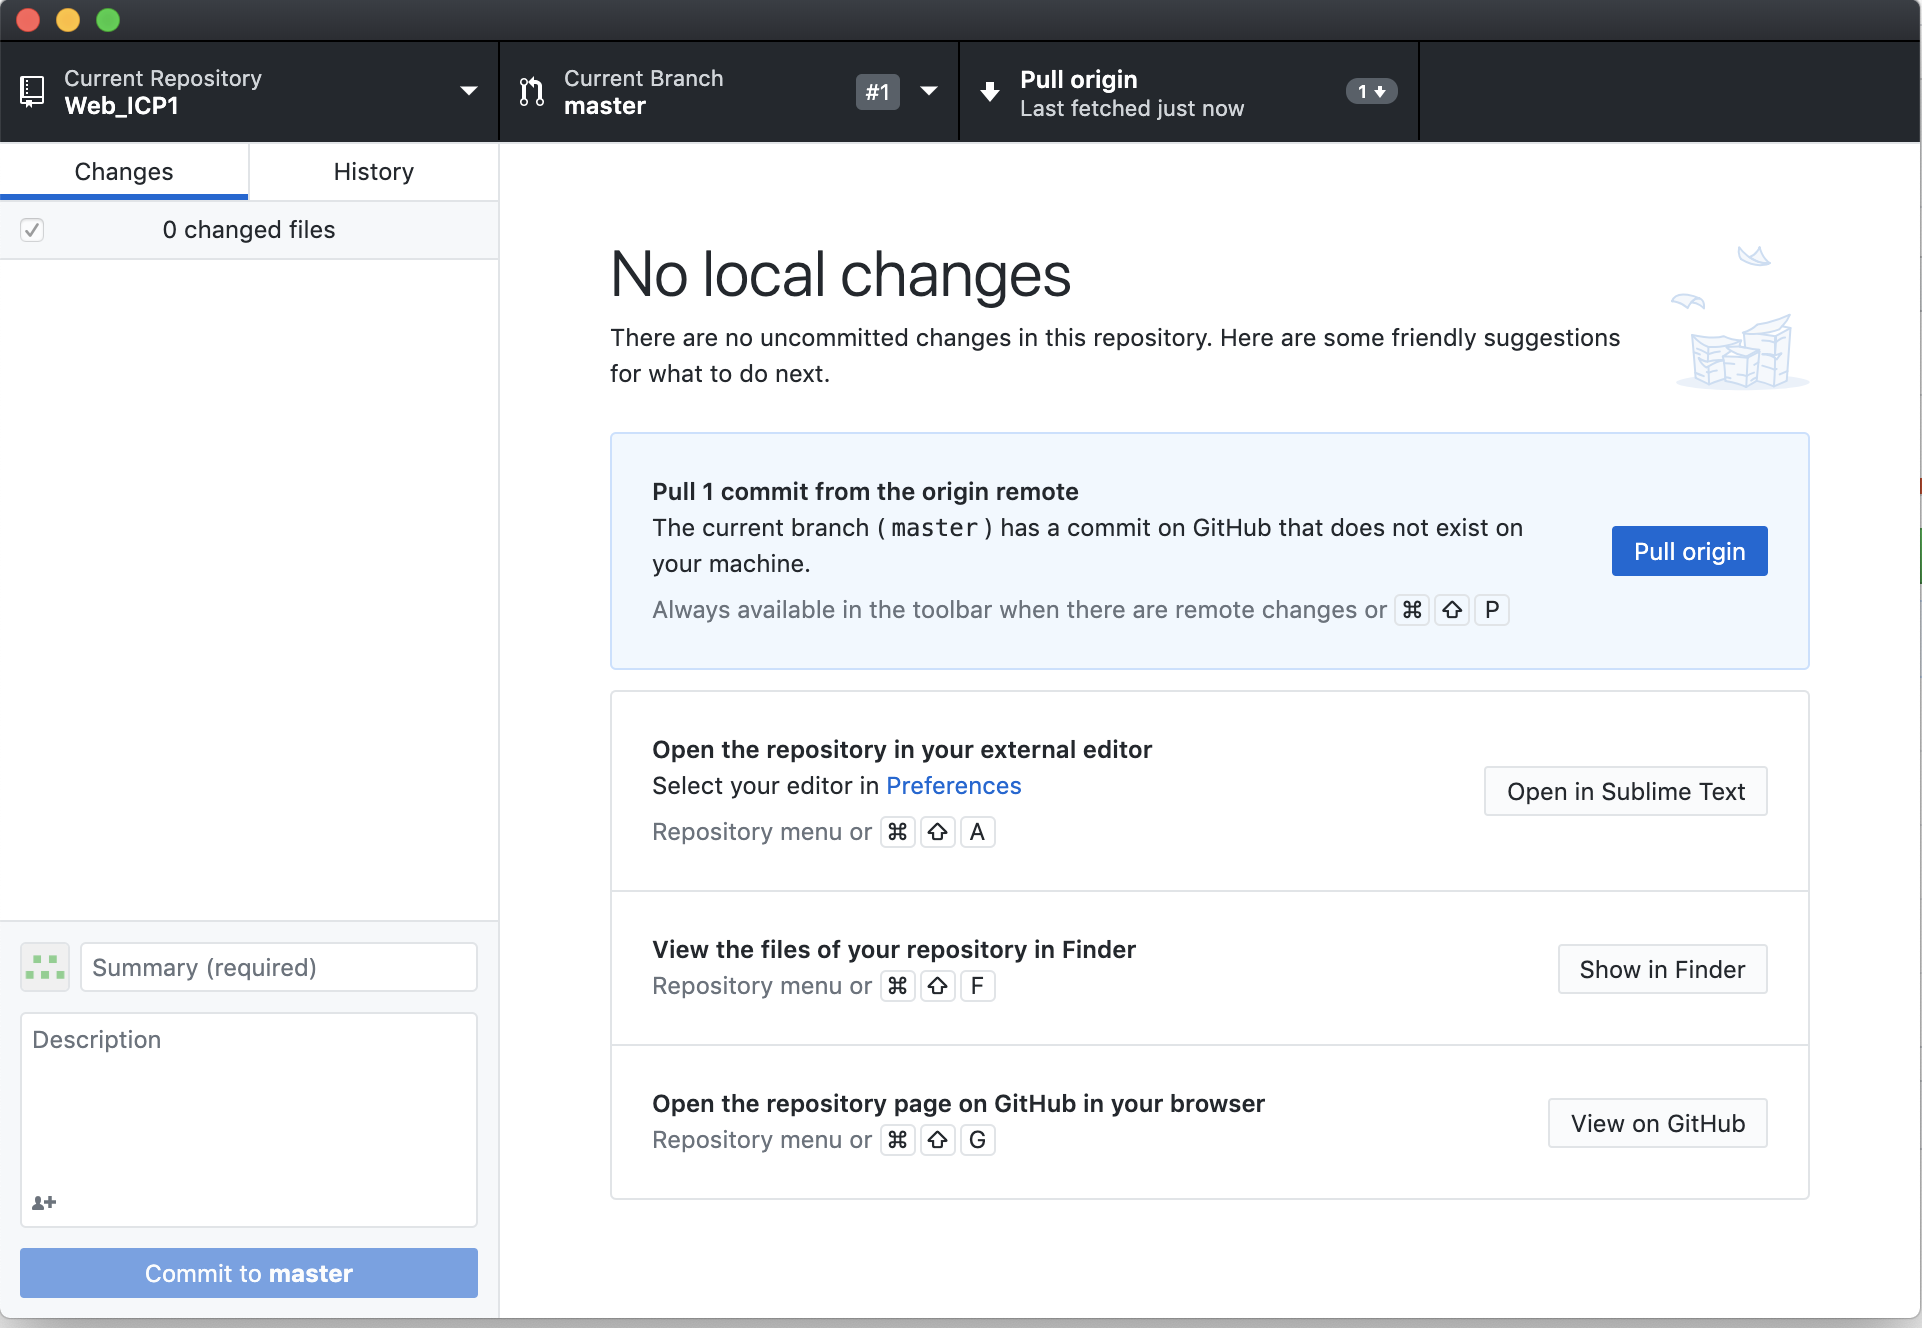 Current Repository
Web_ICP1
Current Branch
master
#1
Pull origin
Last fetched just now
1
Changes
History
0 changed files
No local changes
There are no uncommitted changes in this repository. Here are some friendly suggestions
for what to do next.
Pull 1 commit from the origin remote
The current branch (master) has a commit on GitHub that does not exist on
your machine.
Always available in the toolbar when there are remote changes or ⌘ ⇧ P
Pull origin
Open the repository in your external editor
Select your editor in Preferences
Repository menu or ⌘ ⇧ A
Open in Sublime Text
View the files of your repository in Finder
Repository menu or ⌘ ⇧ F
Show in Finder
Open the repository page on GitHub in your browser
Repository menu or ⌘ ⇧ G
View on GitHub
Summary (required)
Description
Commit to master